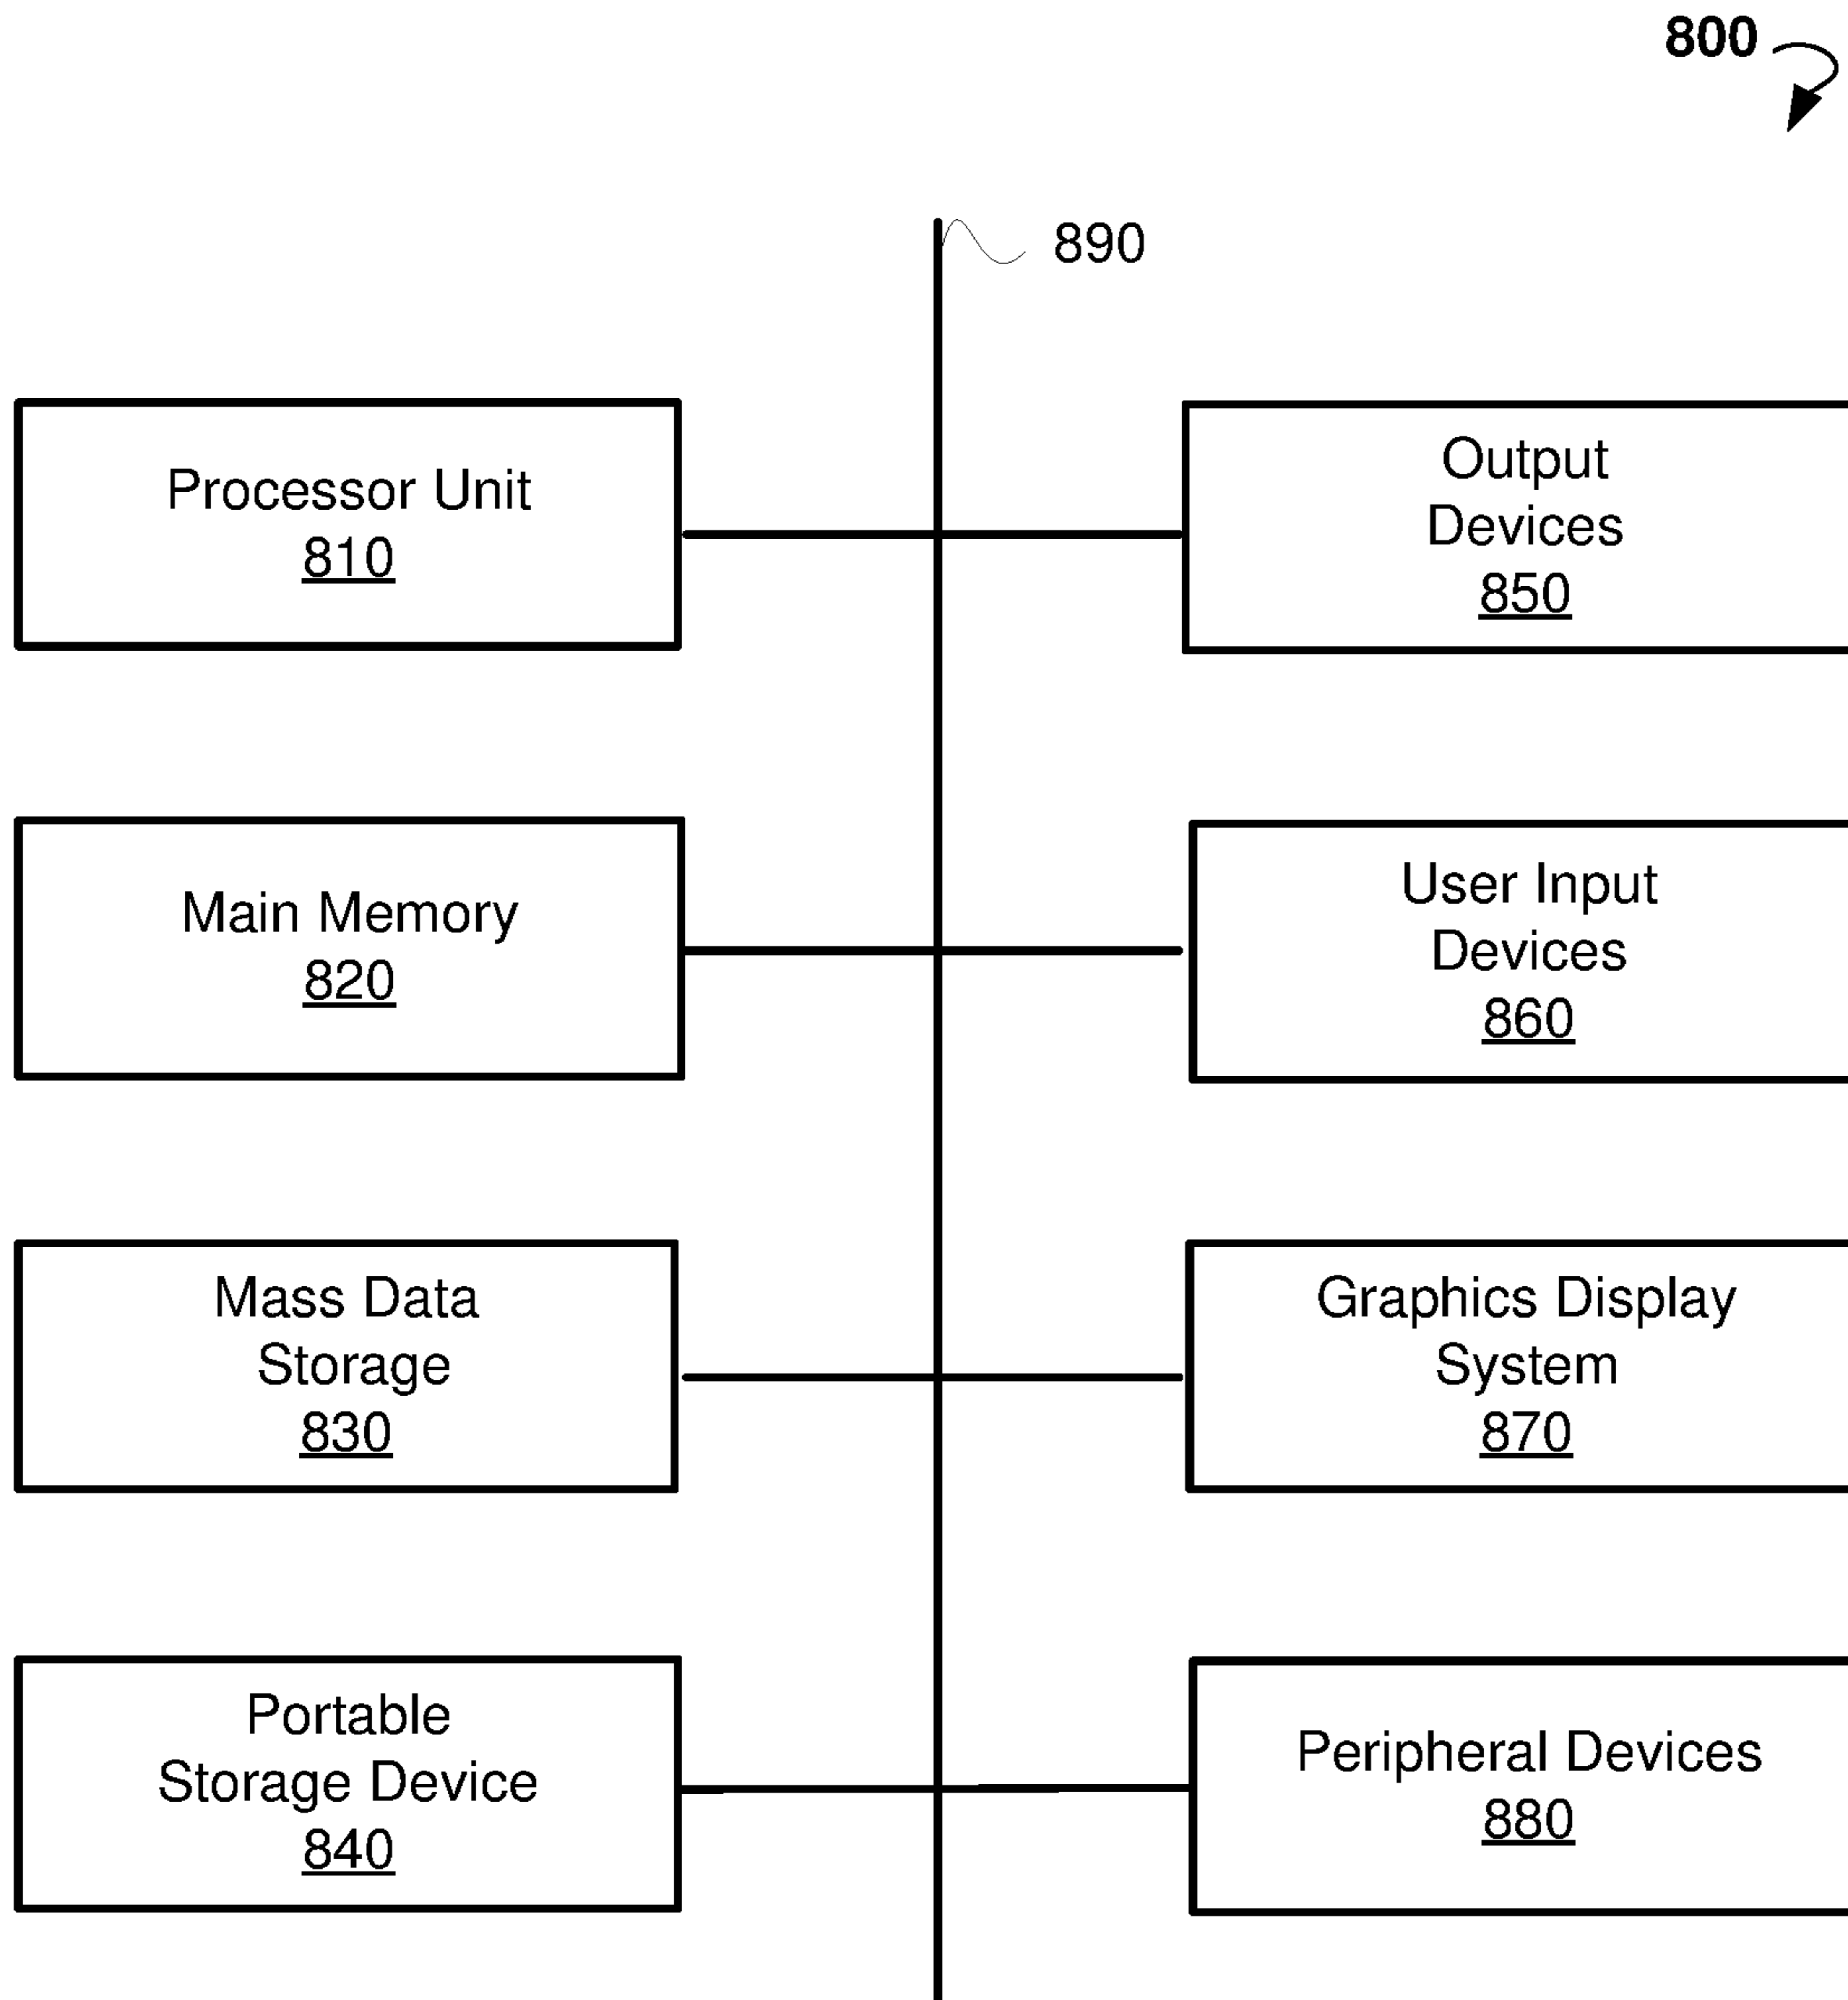 800
890
Processor Unit
810
Output
Devices
850
Main Memory
820
User Input
Devices
860
Mass Data
Storage
830
Graphics Display
System
870
Portable
Storage Device
840
Peripheral Devices
880